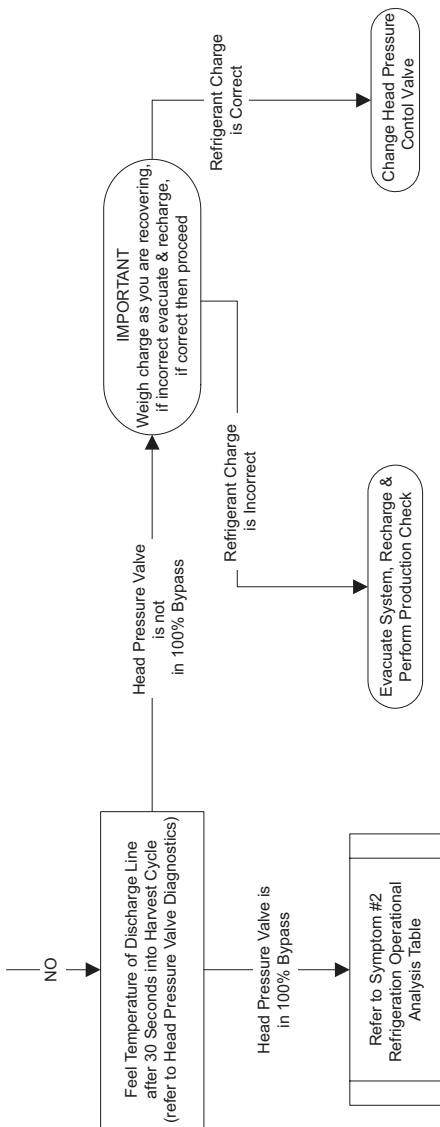 NO
Feel Temperature of Discharge Line
after 30 Seconds into Harvest Cycle
(refer to Head Pressure Valve Diagnostics)
Head Pressure Valve
is not
in 100% Bypass
IMPORTANT
Weigh charge as you are recovering,
if incorrect evacuate & recharge,
if correct then proceed
Refrigerant Charge
is Correct
Change Head Pressure
Contol Valve
Refrigerant Charge
is Incorrect
Evacuate System, Recharge &
Perform Production Check
Head Pressure Valve is
in 100% Bypass
Refer to Symptom #2
Refrigeration Operational
Analysis Table